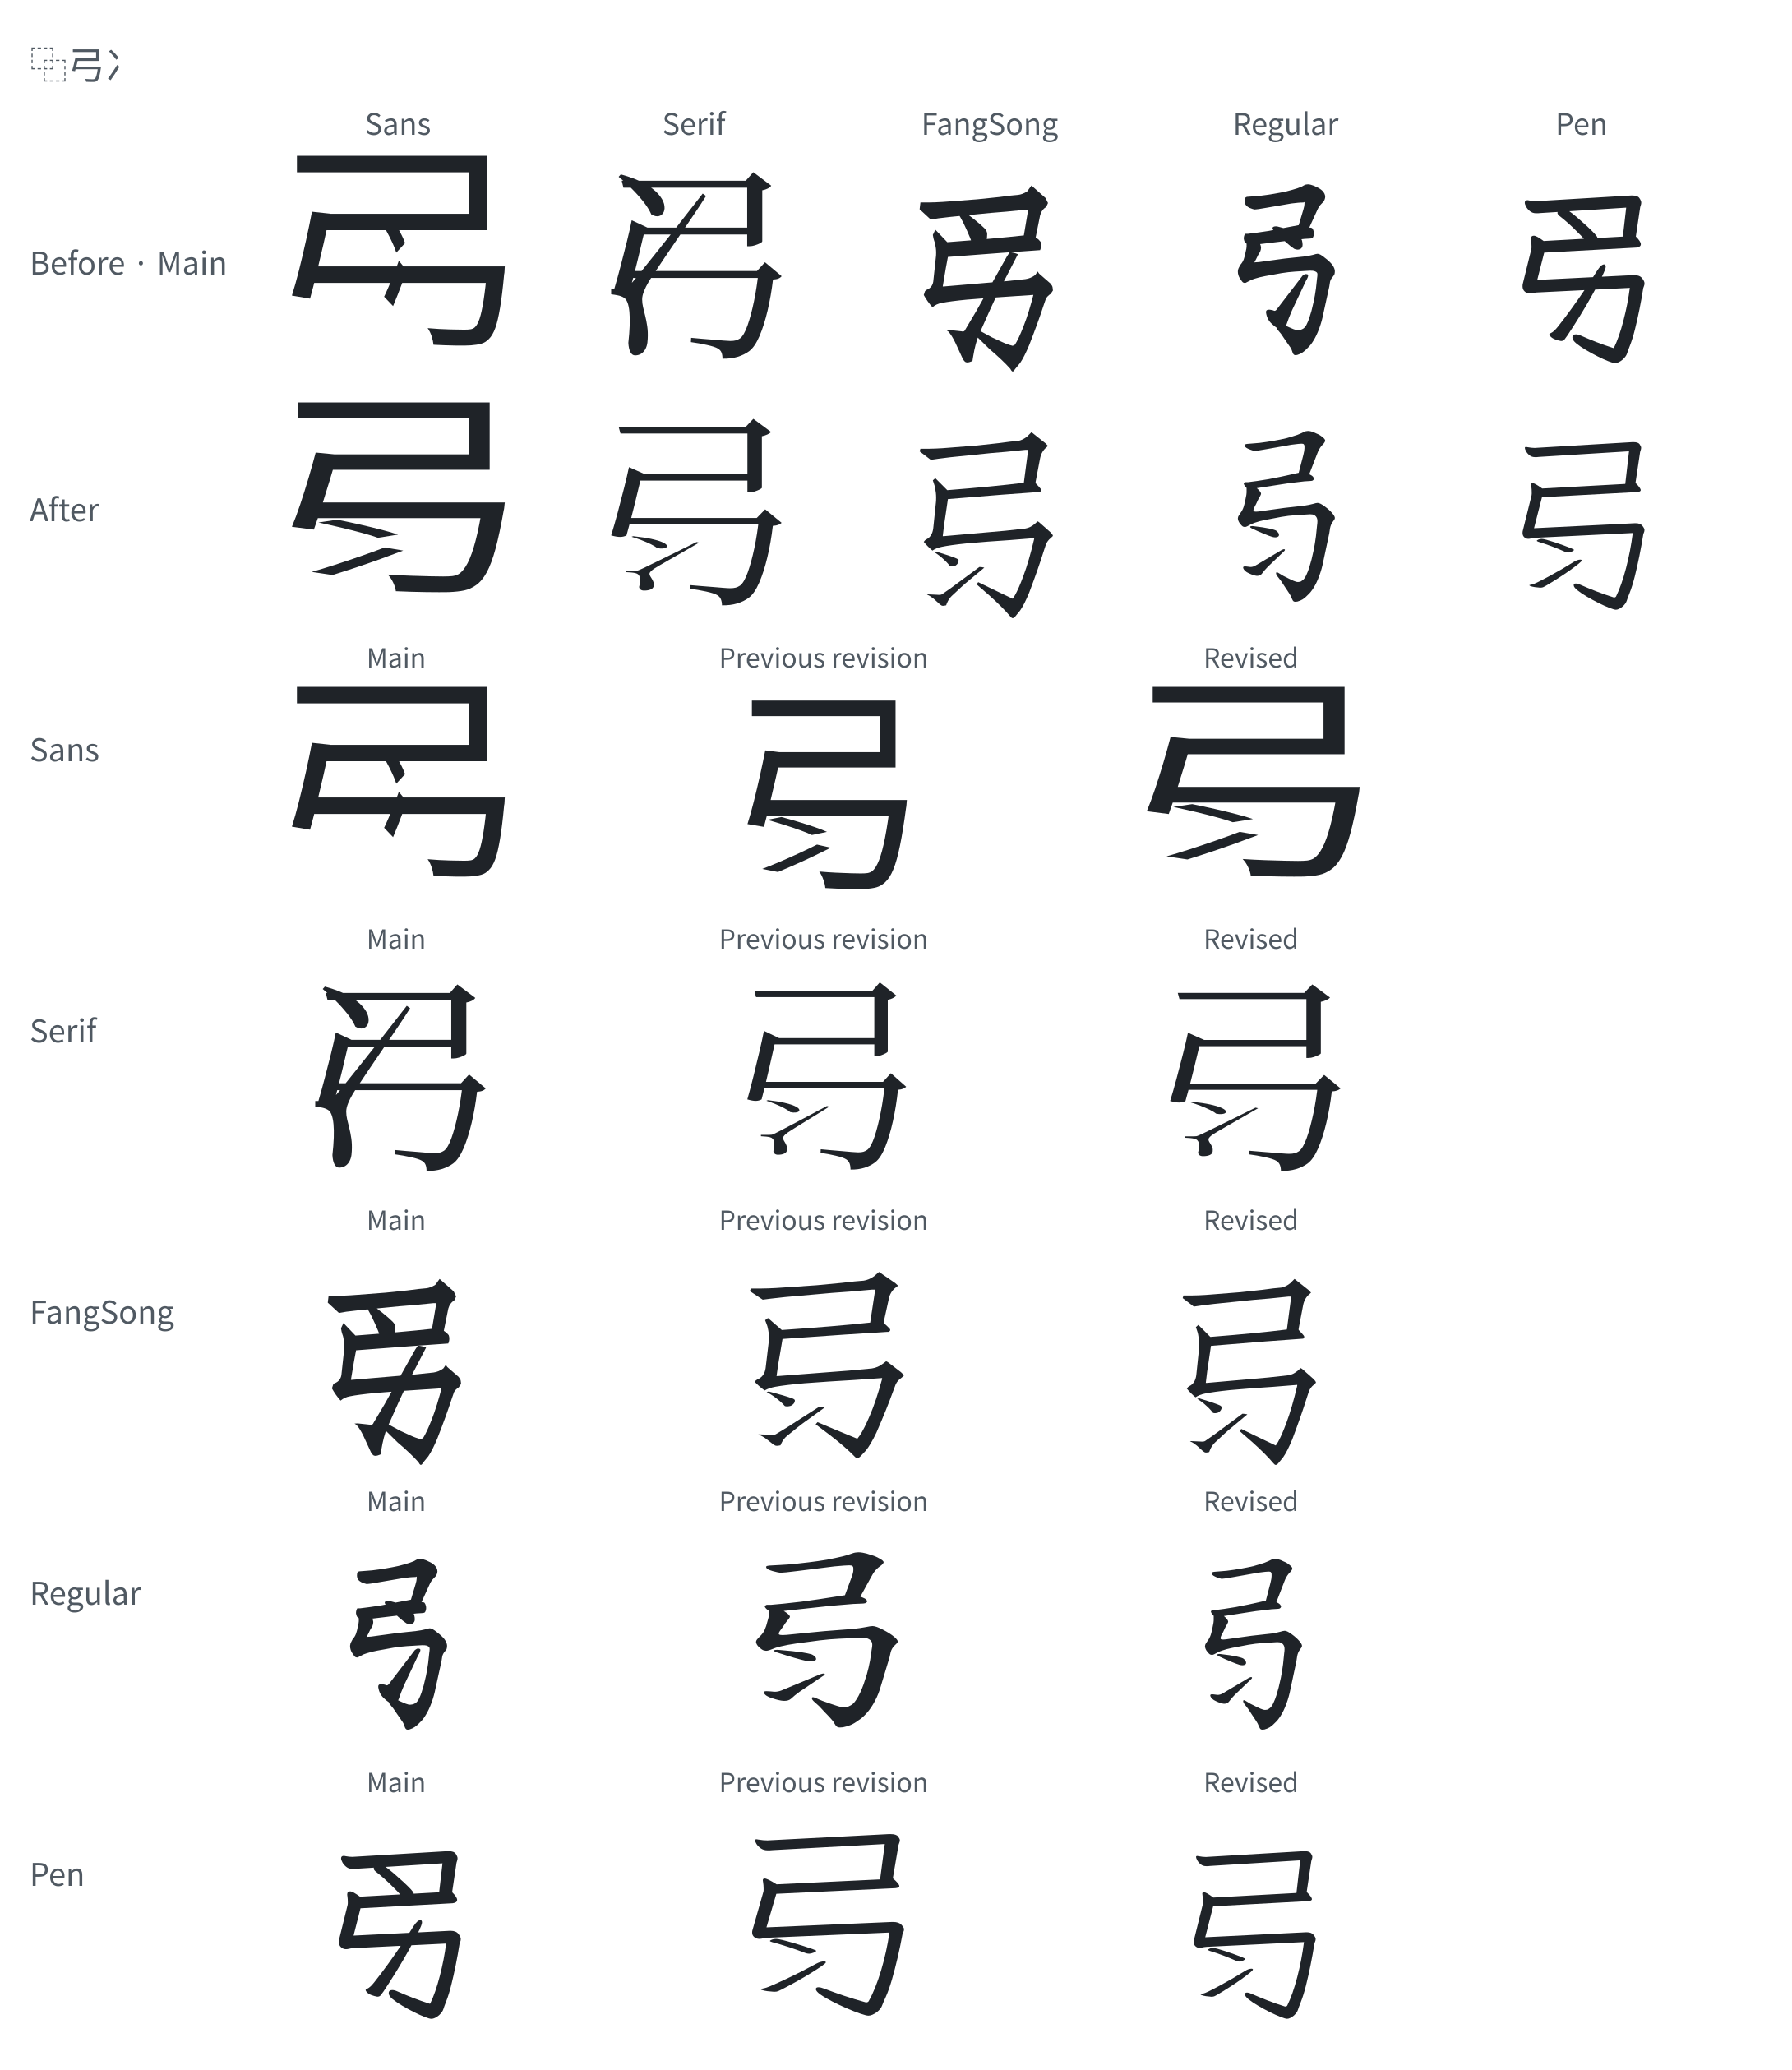 ⿻弓冫
Sans Serif FangSong Regular Pen
Before · Main
After
Main Previous revision Revised
Sans
Main Previous revision Revised
Serif
Main Previous revision Revised
FangSong
Main Previous revision Revised
Regular
Main Previous revision Revised
Pen